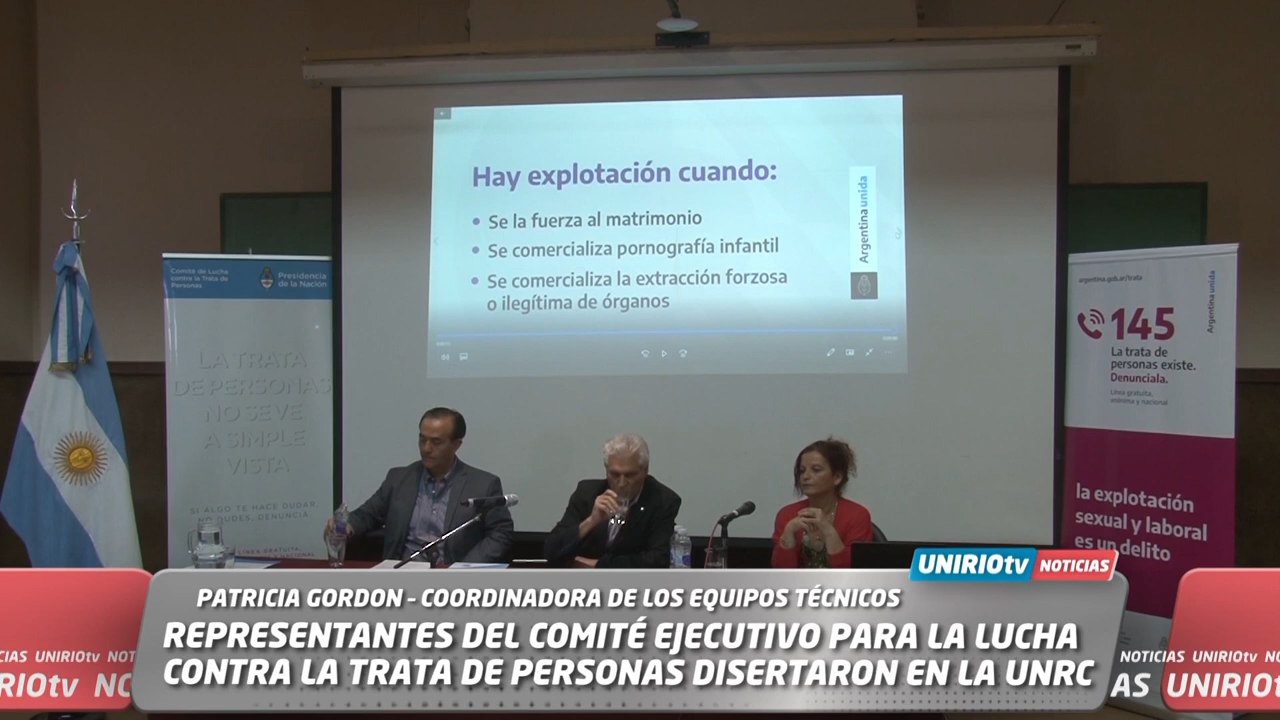 Hay explotación cuando:
• Se la fuerza al matrimonio
• Se comercializa pornografía infantil
• Se comercializa la extracción forzosa
o ilegítima de órganos
Argentina unida
Comité de Lucha
contra la Trata de
Personas
Presidencia
de la Nación
LA TRATA
DE PERSONAS
NO SE VE
A SIMPLE
VISTA
SI ALGO TE HACE DUDAR,
NO DUDES, DENUNCIA
LINEA GRATUITA
argentina.gob.ar/trata
Argentina unida
145
La trata de
personas existe.
Denunciala.
Línea gratuita,
anónima y nacional
la explotación
sexual y laboral
es un delito
UNIRIOtv NOTICIAS
PATRICIA GORDON - COORDINADORA DE LOS EQUIPOS TÉCNICOS
REPRESENTANTES DEL COMITÉ EJECUTIVO PARA LA LUCHA
CONTRA LA TRATA DE PERSONAS DISERTARON EN LA UNRC
CIAS UNIRIOtv NOT
RIOtv NC
NOTICIAS UNIRIOtv NO
AS UNIRIOt